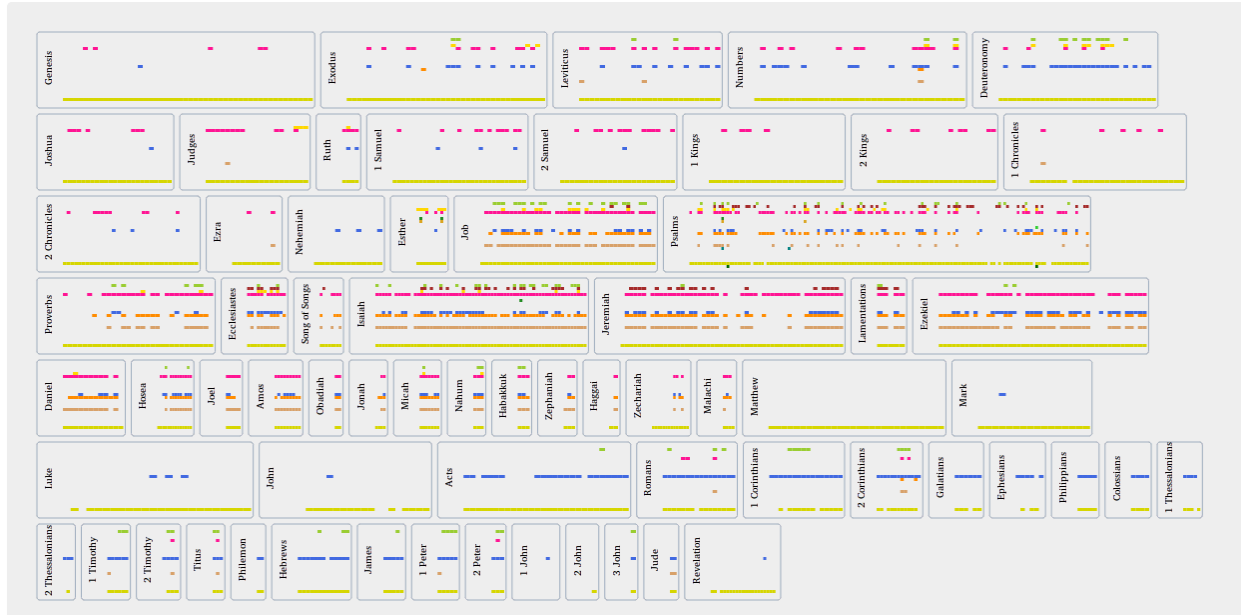 Genesis
Exodus
Leviticus
Numbers
Deuteronomy
Joshua
Judges
Ruth
1 Samuel
2 Samuel
1 Kings
2 Kings
1 Chronicles
2 Chronicles
Ezra
Nehemiah
Esther
Job
Psalms
Proverbs
Ecclesiastes
Song of Songs
Isaiah
Jeremiah
Lamentations
Ezekiel
Daniel
Hosea
Joel
Amos
Obadiah
Jonah
Micah
Nahum
Habakkuk
Zephaniah
Haggai
Zechariah
Malachi
Matthew
Mark
Luke
John
Acts
Romans
1 Corinthians
2 Corinthians
Galatians
Ephesians
Philippians
Colossians
1 Thessalonians
2 Thessalonians
1 Timothy
2 Timothy
Titus
Philemon
Hebrews
James
1 Peter
2 Peter
1 John
2 John
3 John
Jude
Revelation